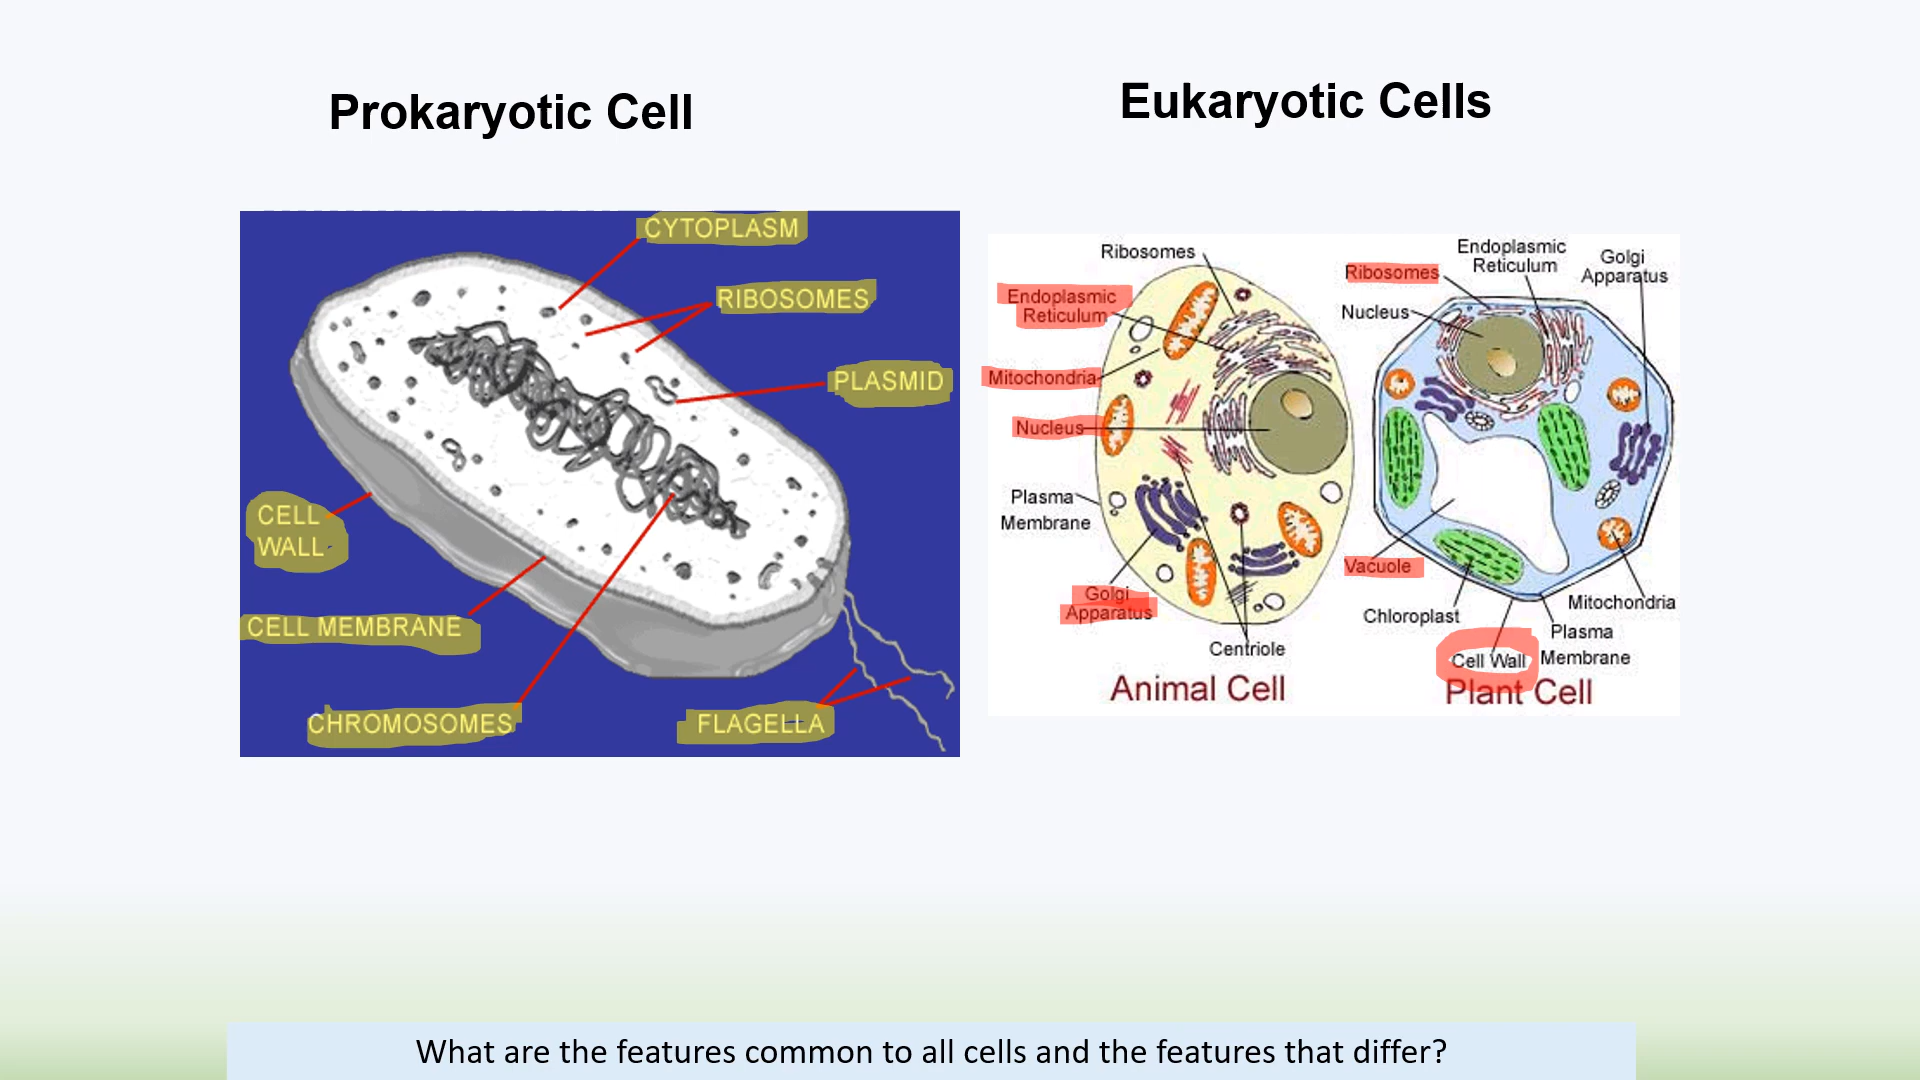 Prokaryotic Cell
Eukaryotic Cells
CYTOPLASM
RIBOSOMES
PLASMID
CELL
WALL
CELL MEMBRANE
CHROMOSOMES
FLAGELLA
Ribosomes
Endoplasmic
Reticulum
Mitochondria
Nucleus
Plasma
Membrane
Golgi
Apparatus
Centriole
Animal Cell
Endoplasmic
Reticulum
Golgi
Apparatus
Ribosomes
Nucleus
Vacuole
Chloroplast
Mitochondria
Plasma
Membrane
Cell Wall
Plant Cell
What are the features common to all cells and the features that differ?